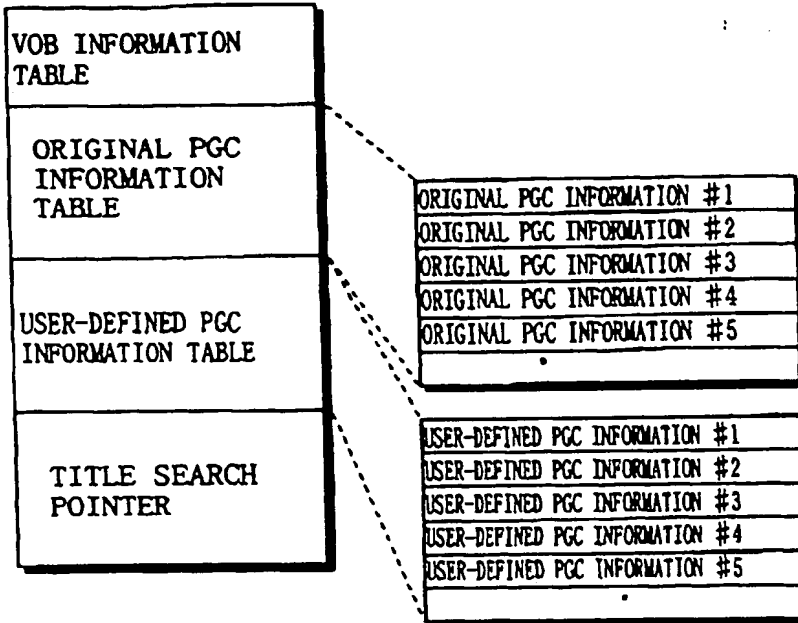 VOB INFORMATION
TABLE
ORIGINAL PGC
INFORMATION
TABLE
USER-DEFINED PGC
INFORMATION TABLE
TITLE SEARCH
POINTER
ORIGINAL PGC INFORMATION #1
ORIGINAL PGC INFORMATION #2
ORIGINAL PGC INFORMATION #3
ORIGINAL PGC INFORMATION #4
ORIGINAL PGC INFORMATION #5
USER-DEFINED PGC INFORMATION #1
USER-DEFINED PGC INFORMATION #2
USER-DEFINED PGC INFORMATION #3
USER-DEFINED PGC INFORMATION #4
USER-DEFINED PGC INFORMATION #5